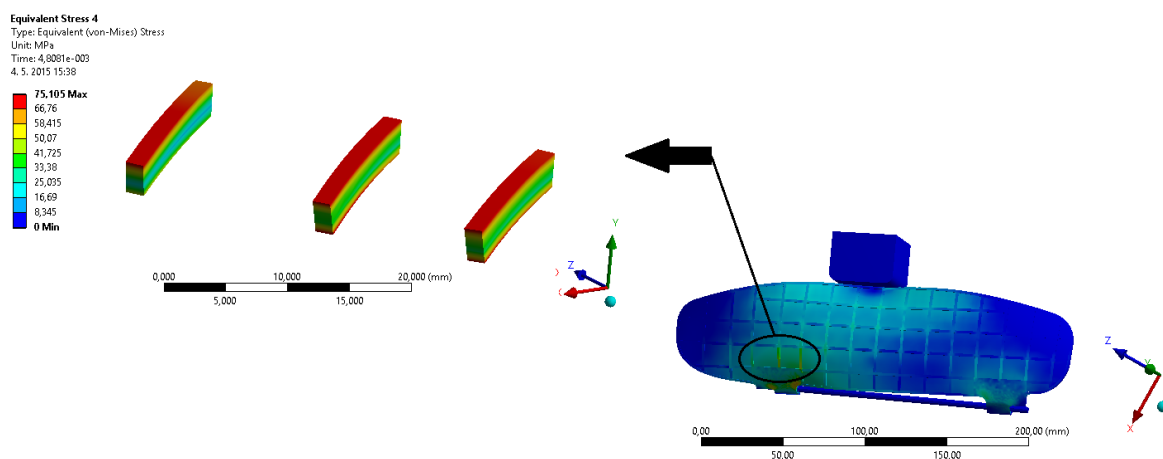 Equivalent Stress 4
Type: Equivalent (von-Mises) Stress
Unit: MPa
Time: 4,8081e-003
4. 5. 2015 15:38
75,105 Max
66,76
58,415
50,07
41,725
33,38
25,035
16,69
8,345
0 Min
0,000 10,000 20,000 (mm)
5,000 15,000
Y
Z
X
0,00 100,00 200,00 (mm)
50.00 150.00
Z
Y
X